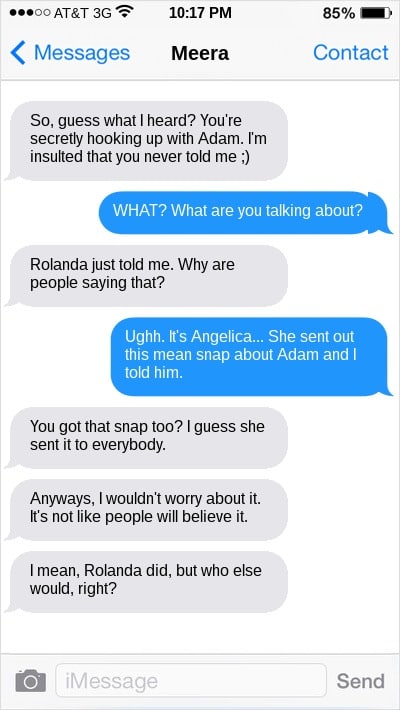 AT&T 3G 10:17 PM 85%
Messages Meera Contact
So, guess what I heard? You're
secretly hooking up with Adam. I'm
insulted that you never told me ;)
WHAT? What are you talking about?
Rolanda just told me. Why are
people saying that?
Ughh. It's Angelica... She sent out
this mean snap about Adam and I
told him.
You got that snap too? I guess she
sent it to everybody.
Anyways, I wouldn't worry about it.
It's not like people will believe it.
I mean, Rolanda did, but who else
would, right?
iMessage Send